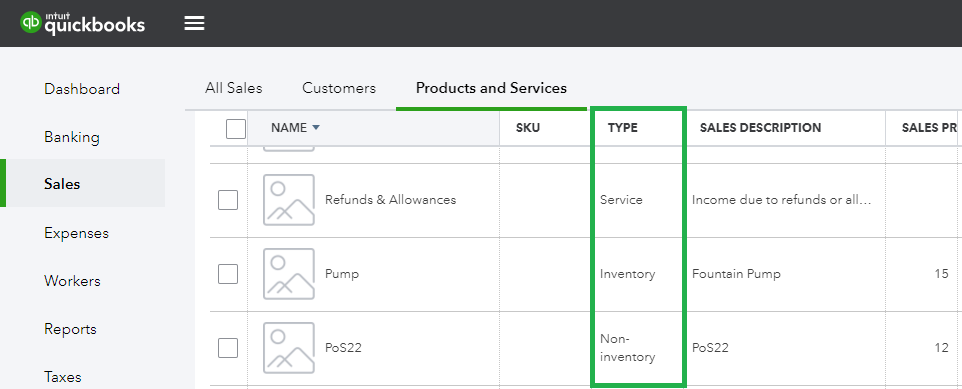 intuit
qb quickbooks
Dashboard
Banking
Sales
Expenses
Workers
Reports
Taxes
All Sales Customers Products and Services
NAME SKU TYPE SALES DESCRIPTION SALES PR
Refunds & Allowances Service Income due to refunds or all…
Pump Inventory Fountain Pump 15
PoS22 Non-
inventory PoS22 12